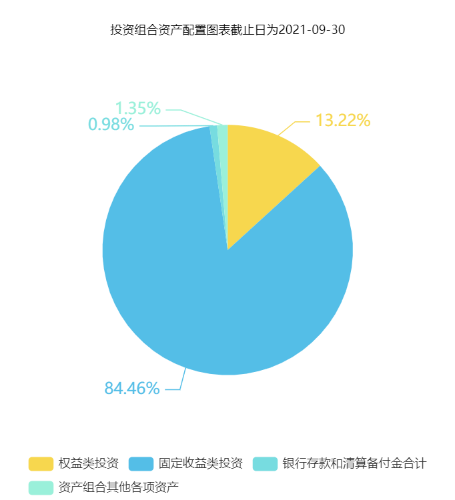 投资组合资产配置图表截止日为2021-09-30
1.35%
0.98%
13.22%
84.46%
权益类投资 固定收益类投资 银行存款和清算备付金合计
资产组合其他各项资产